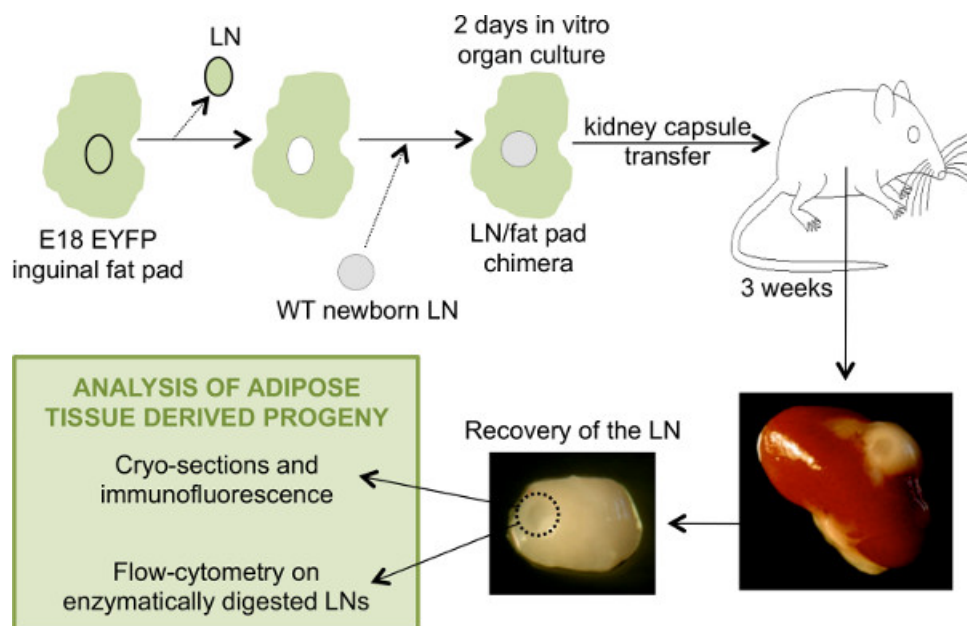 LN
E18 EYFP
inguinal fat pad
WT newborn LN
2 days in vitro
organ culture
LN/fat pad
chimera
kidney capsule
transfer
3 weeks
Recovery of the LN
ANALYSIS OF ADIPOSE
TISSUE DERIVED PROGENY
Cryo-sections and
immunofluorescence
Flow-cytometry on
enzymatically digested LNs